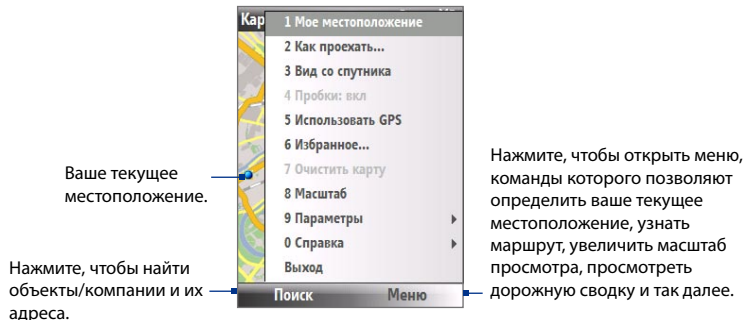 Кар
1 Мое местоположение
2 Как проехать...
3 Вид со спутника
4 Пробки: вкл
5 Использовать GPS
6 Избранное...
7 Очистить карту
8 Масштаб
9 Параметры
0 Справка
Выход
Поиск Меню
Ваше текущее
местоположение.
Нажмите, чтобы найти
объекты/компании и их
адреса.
Нажмите, чтобы открыть меню,
команды которого позволяют
определить ваше текущее
местоположение, узнать
маршрут, увеличить масштаб
просмотра, просмотреть
дорожную сводку и так далее.